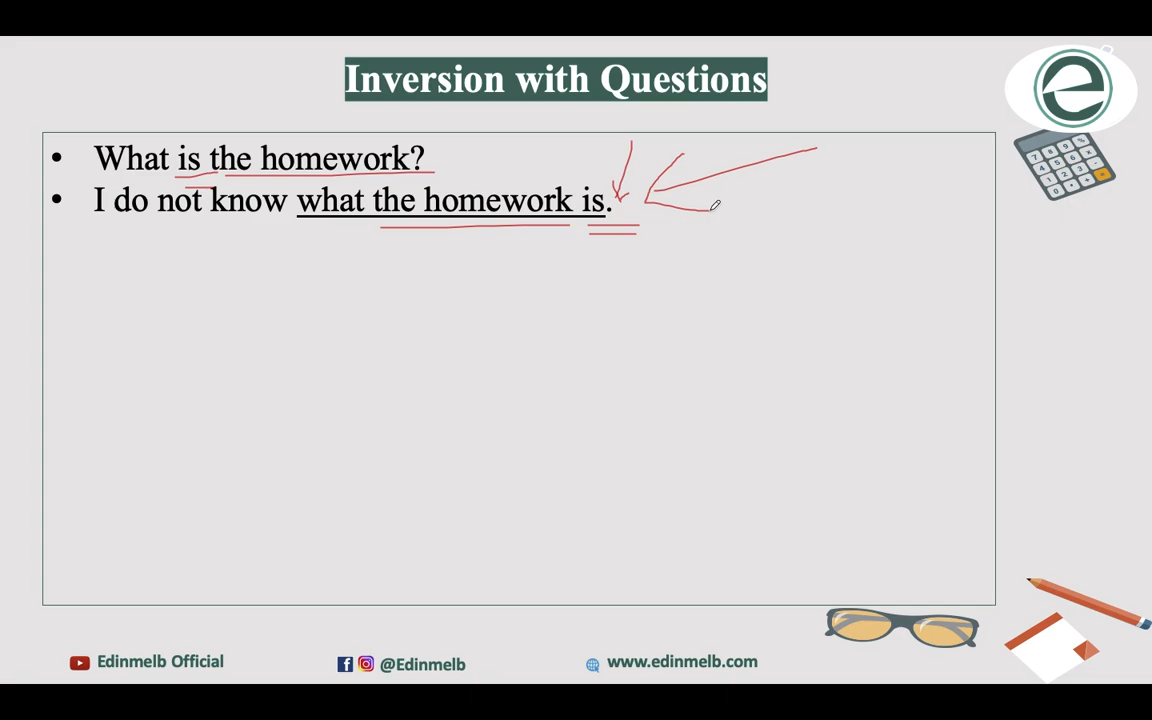 Inversion with Questions
• What is the homework?
• I do not know what the homework is.
Edinmelb Official
@Edinmelb
www.edinmelb.com